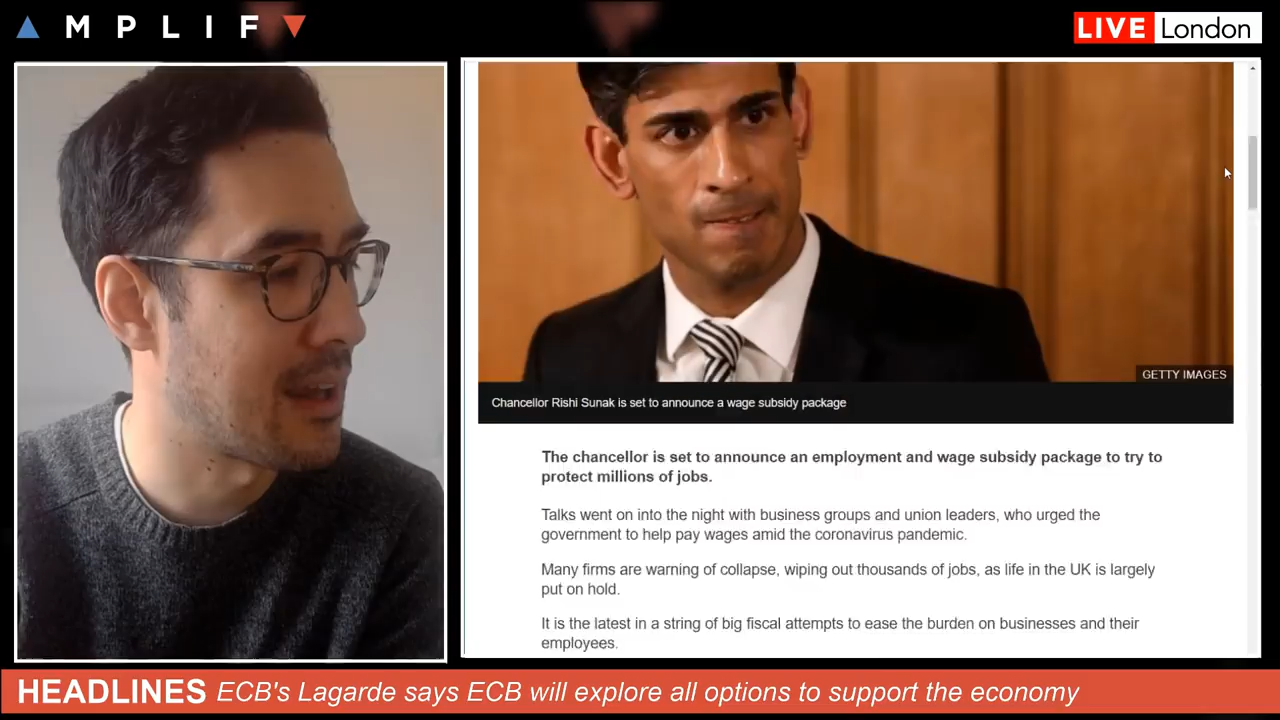 ▲ M P L I F ▼
LIVE London
GETTY IMAGES
Chancellor Rishi Sunak is set to announce a wage subsidy package
The chancellor is set to announce an employment and wage subsidy package to try to
protect millions of jobs.
Talks went on into the night with business groups and union leaders, who urged the
government to help pay wages amid the coronavirus pandemic.
Many firms are warning of collapse, wiping out thousands of jobs, as life in the UK is largely
put on hold.
It is the latest in a string of big fiscal attempts to ease the burden on businesses and their
employees.
HEADLINES ECB's Lagarde says ECB will explore all options to support the economy